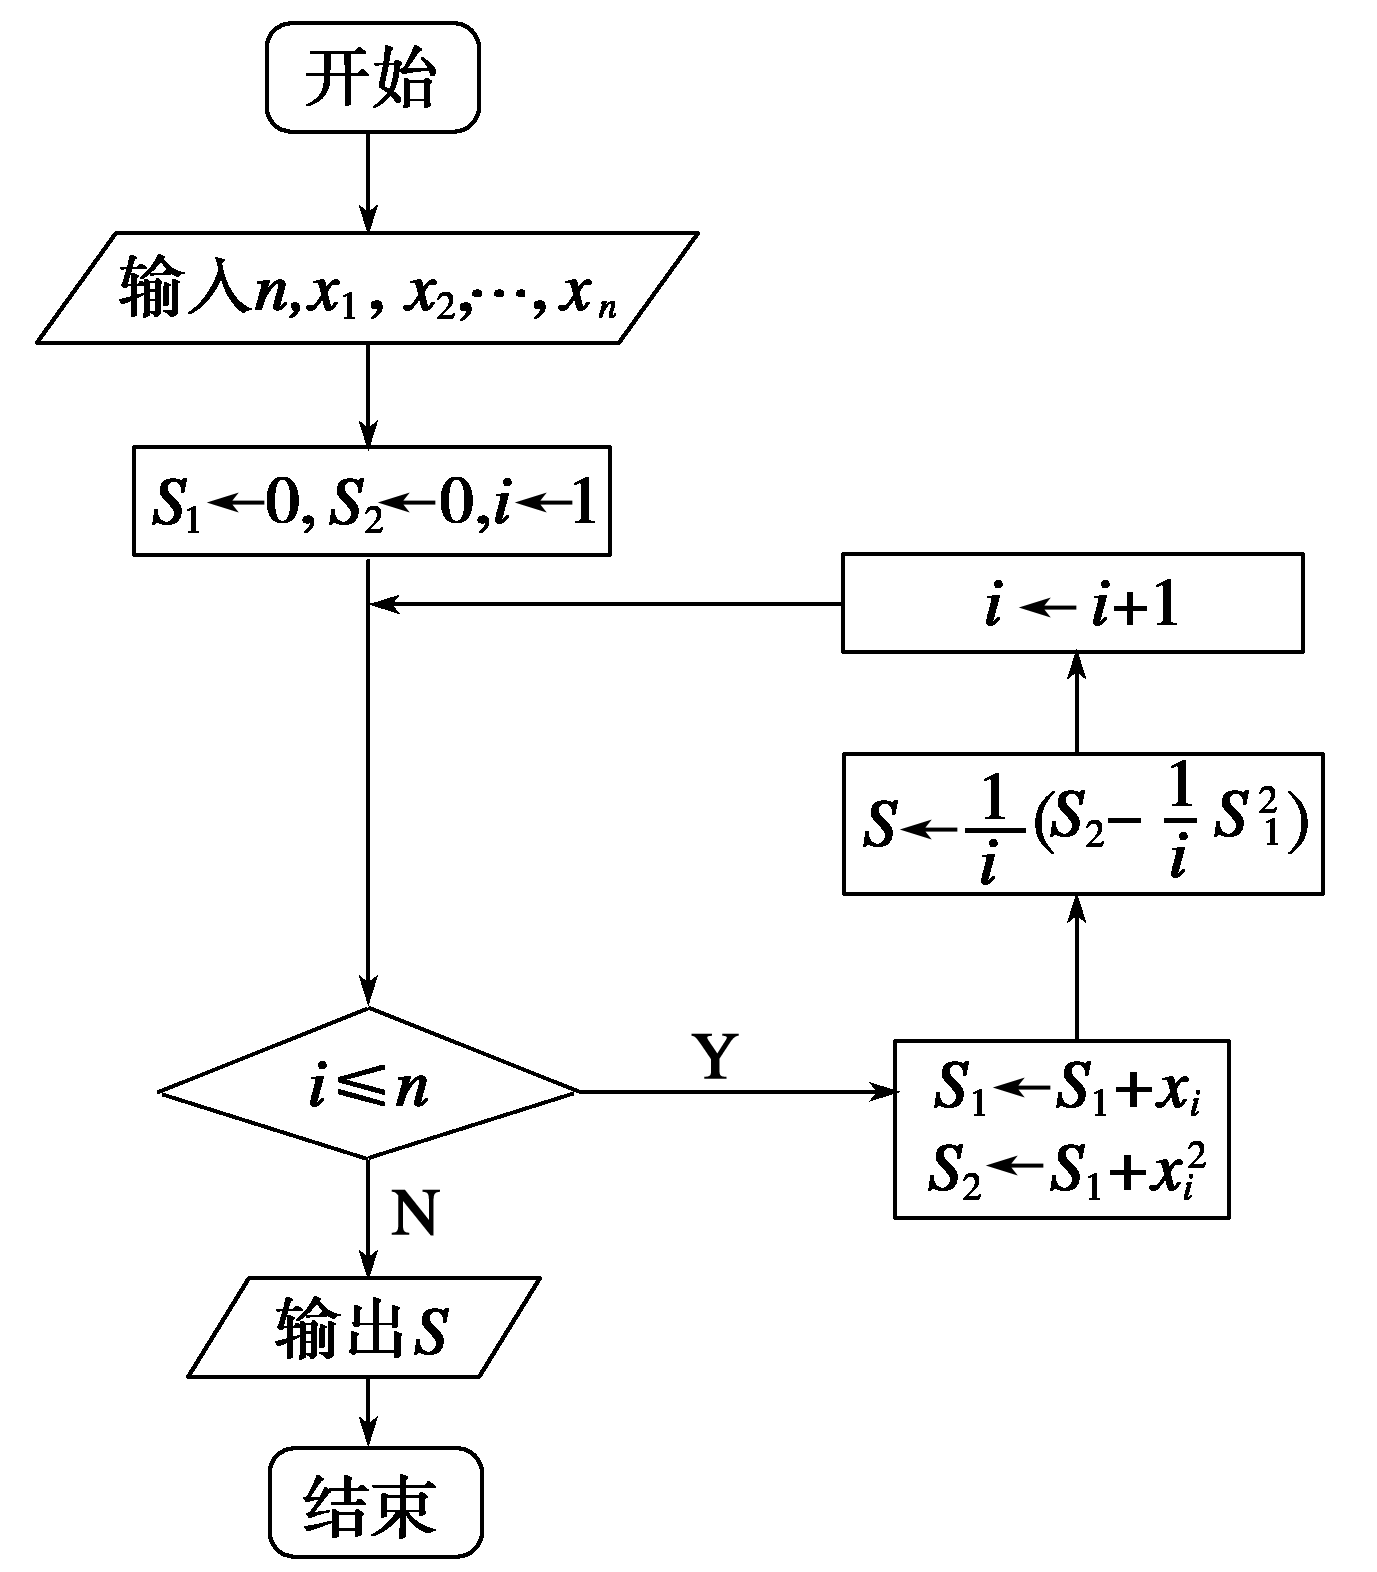 开始
输入n,x₁, x₂,…,xₙ
S₁←0,S₂←0,i←1
i ← i+1
S←1/i(S₂-1/i S₁²)
i≤n
Y
S₁←S₁+xᵢ
S₂←S₁+xᵢ²
N
输出S
结束